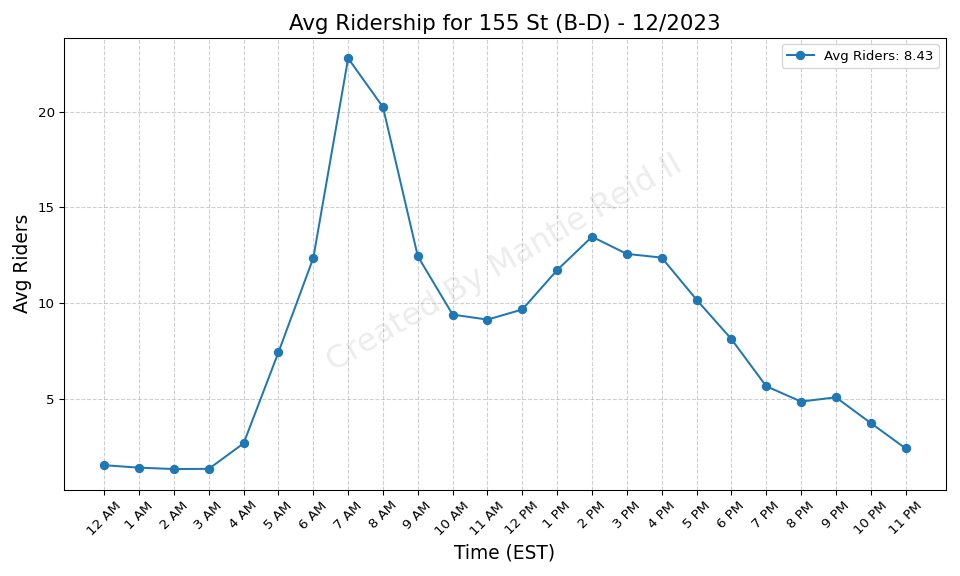 Avg Ridership for 155 St (B-D) - 12/2023
Avg Riders: 8.43
Avg Riders
20
15
10
5
Created By Mantie Reid II
12 AM 1 AM 2 AM 3 AM 4 AM 5 AM 6 AM 7 AM 8 AM 9 AM 10 AM 11 AM 12 PM 1 PM 2 PM 3 PM 4 PM 5 PM 6 PM 7 PM 8 PM 9 PM 10 PM 11 PM
Time (EST)